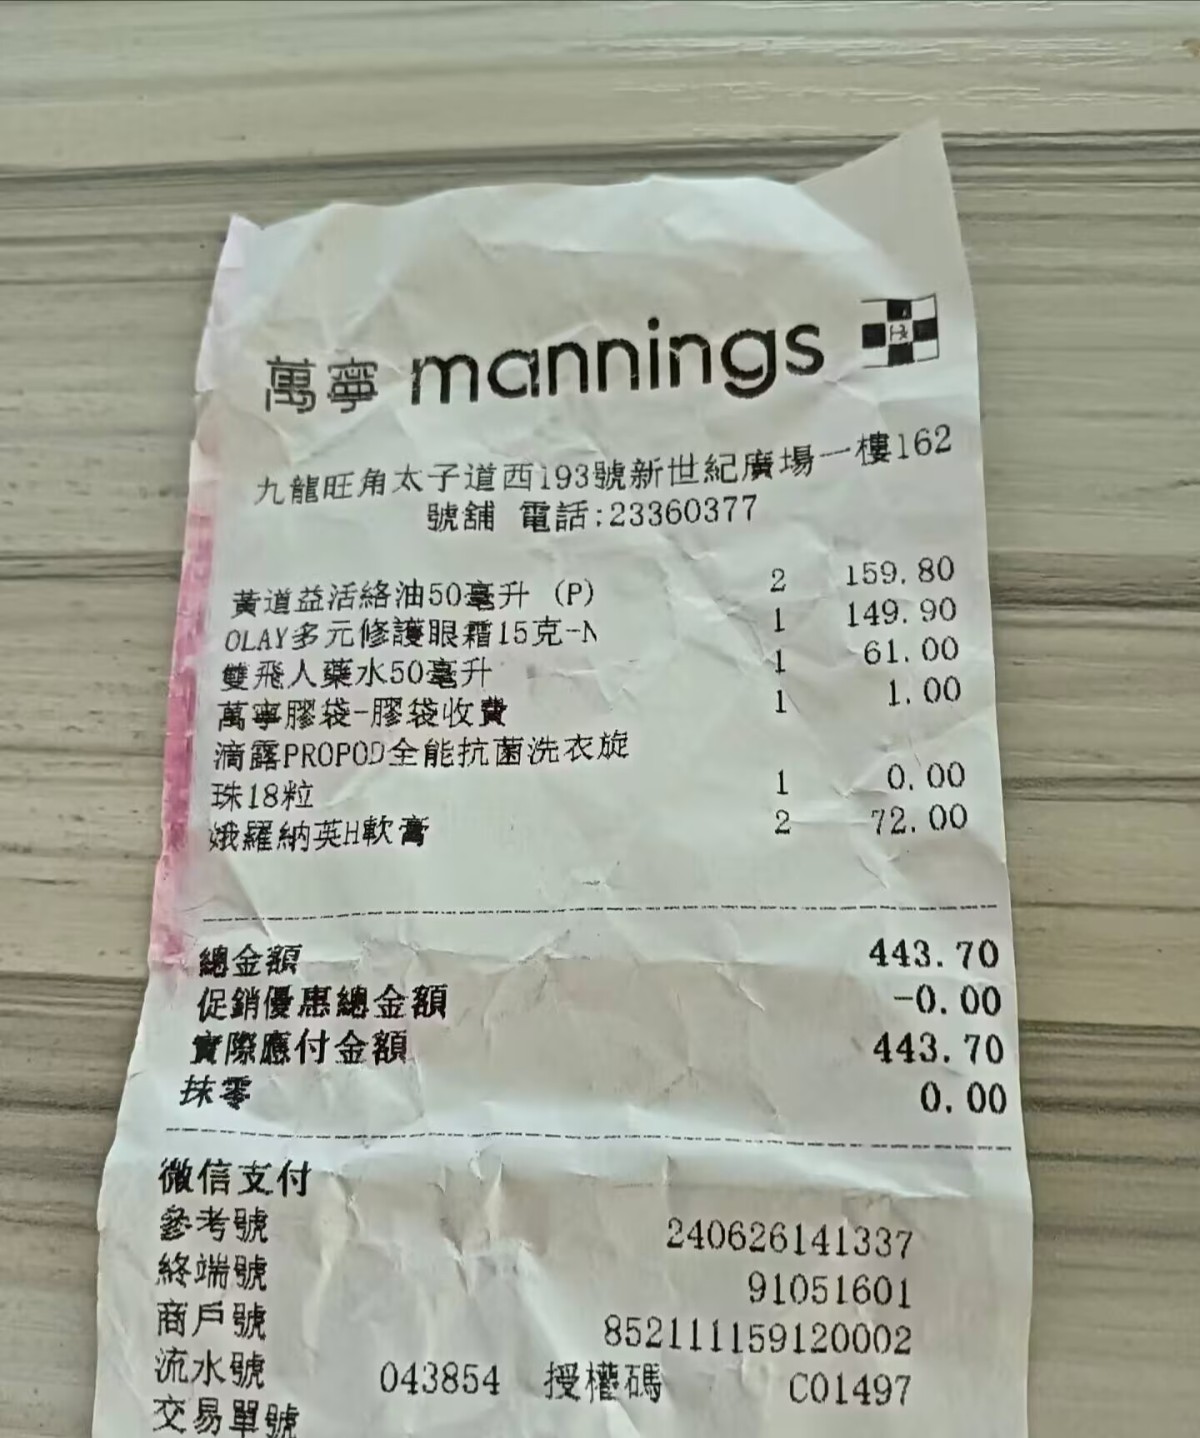 萬寧 mannings
九龍旺角太子道西193號新世紀廣場一樓162
號舖 電話:23360377
黃道益活絡油50毫升 (P) 2 159.80
OLAY多元修護眼霜15克-N 1 149.90
雙飛人藥水50毫升 1 61.00
萬寧膠袋-膠袋收費 1 1.00
滴露PROPOD全能抗菌洗衣旋
珠18粒 1 0.00
娥羅納英H軟膏 2 72.00
總金額 443.70
促銷優惠總金額 -0.00
實際應付金額 443.70
抹零 0.00
微信支付
參考號 240626141337
終端號 91051601
商戶號 852111159120002
流水號 043854 授權碼 C01497
交易單號